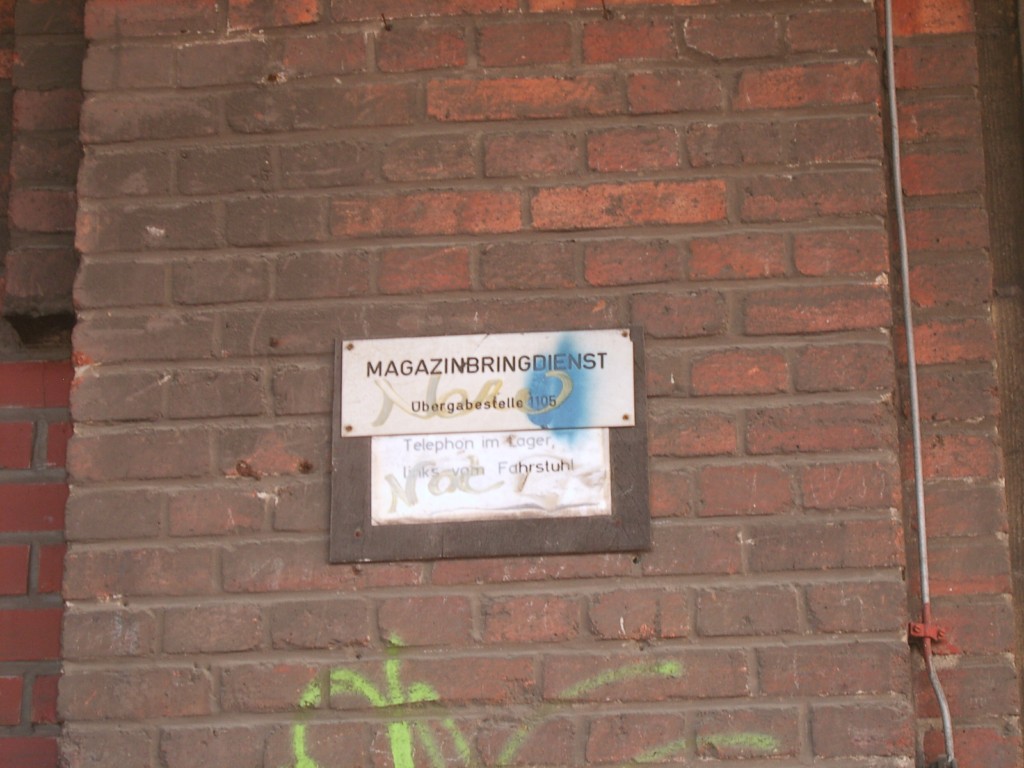 MAGAZINBRINGDIENST
Übergabestelle 1105
Telephon im Lager,
links vom Fahrstuhl